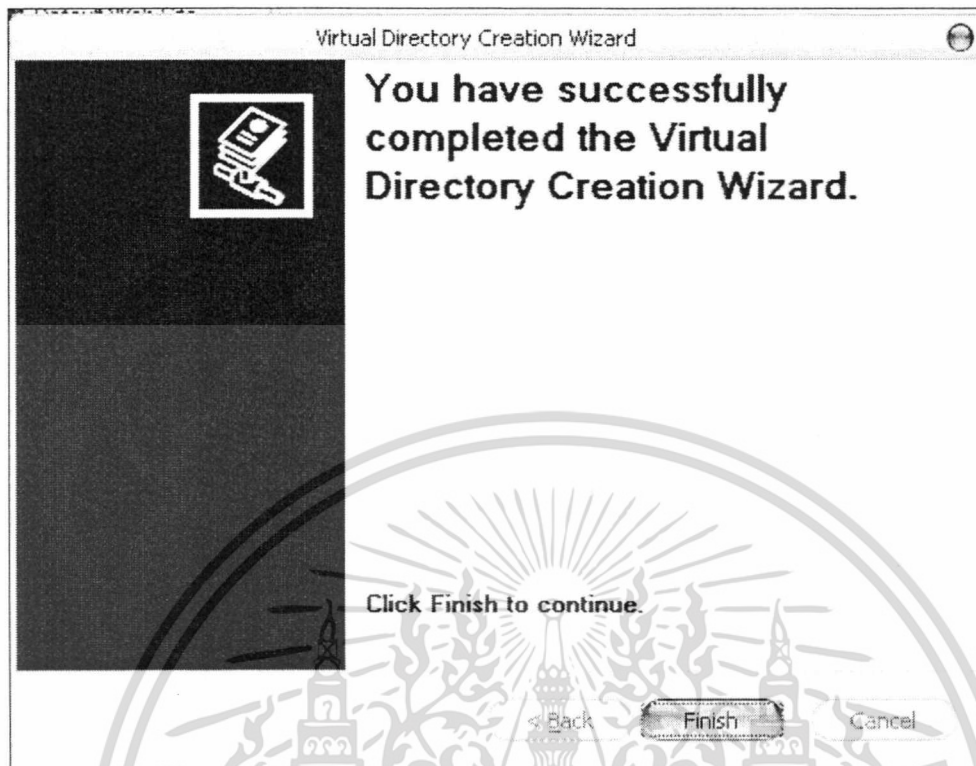 Virtual Directory Creation Wizard
You have successfully
completed the Virtual
Directory Creation Wizard.
Click Finish to continue.
< Back
Finish
Cancel